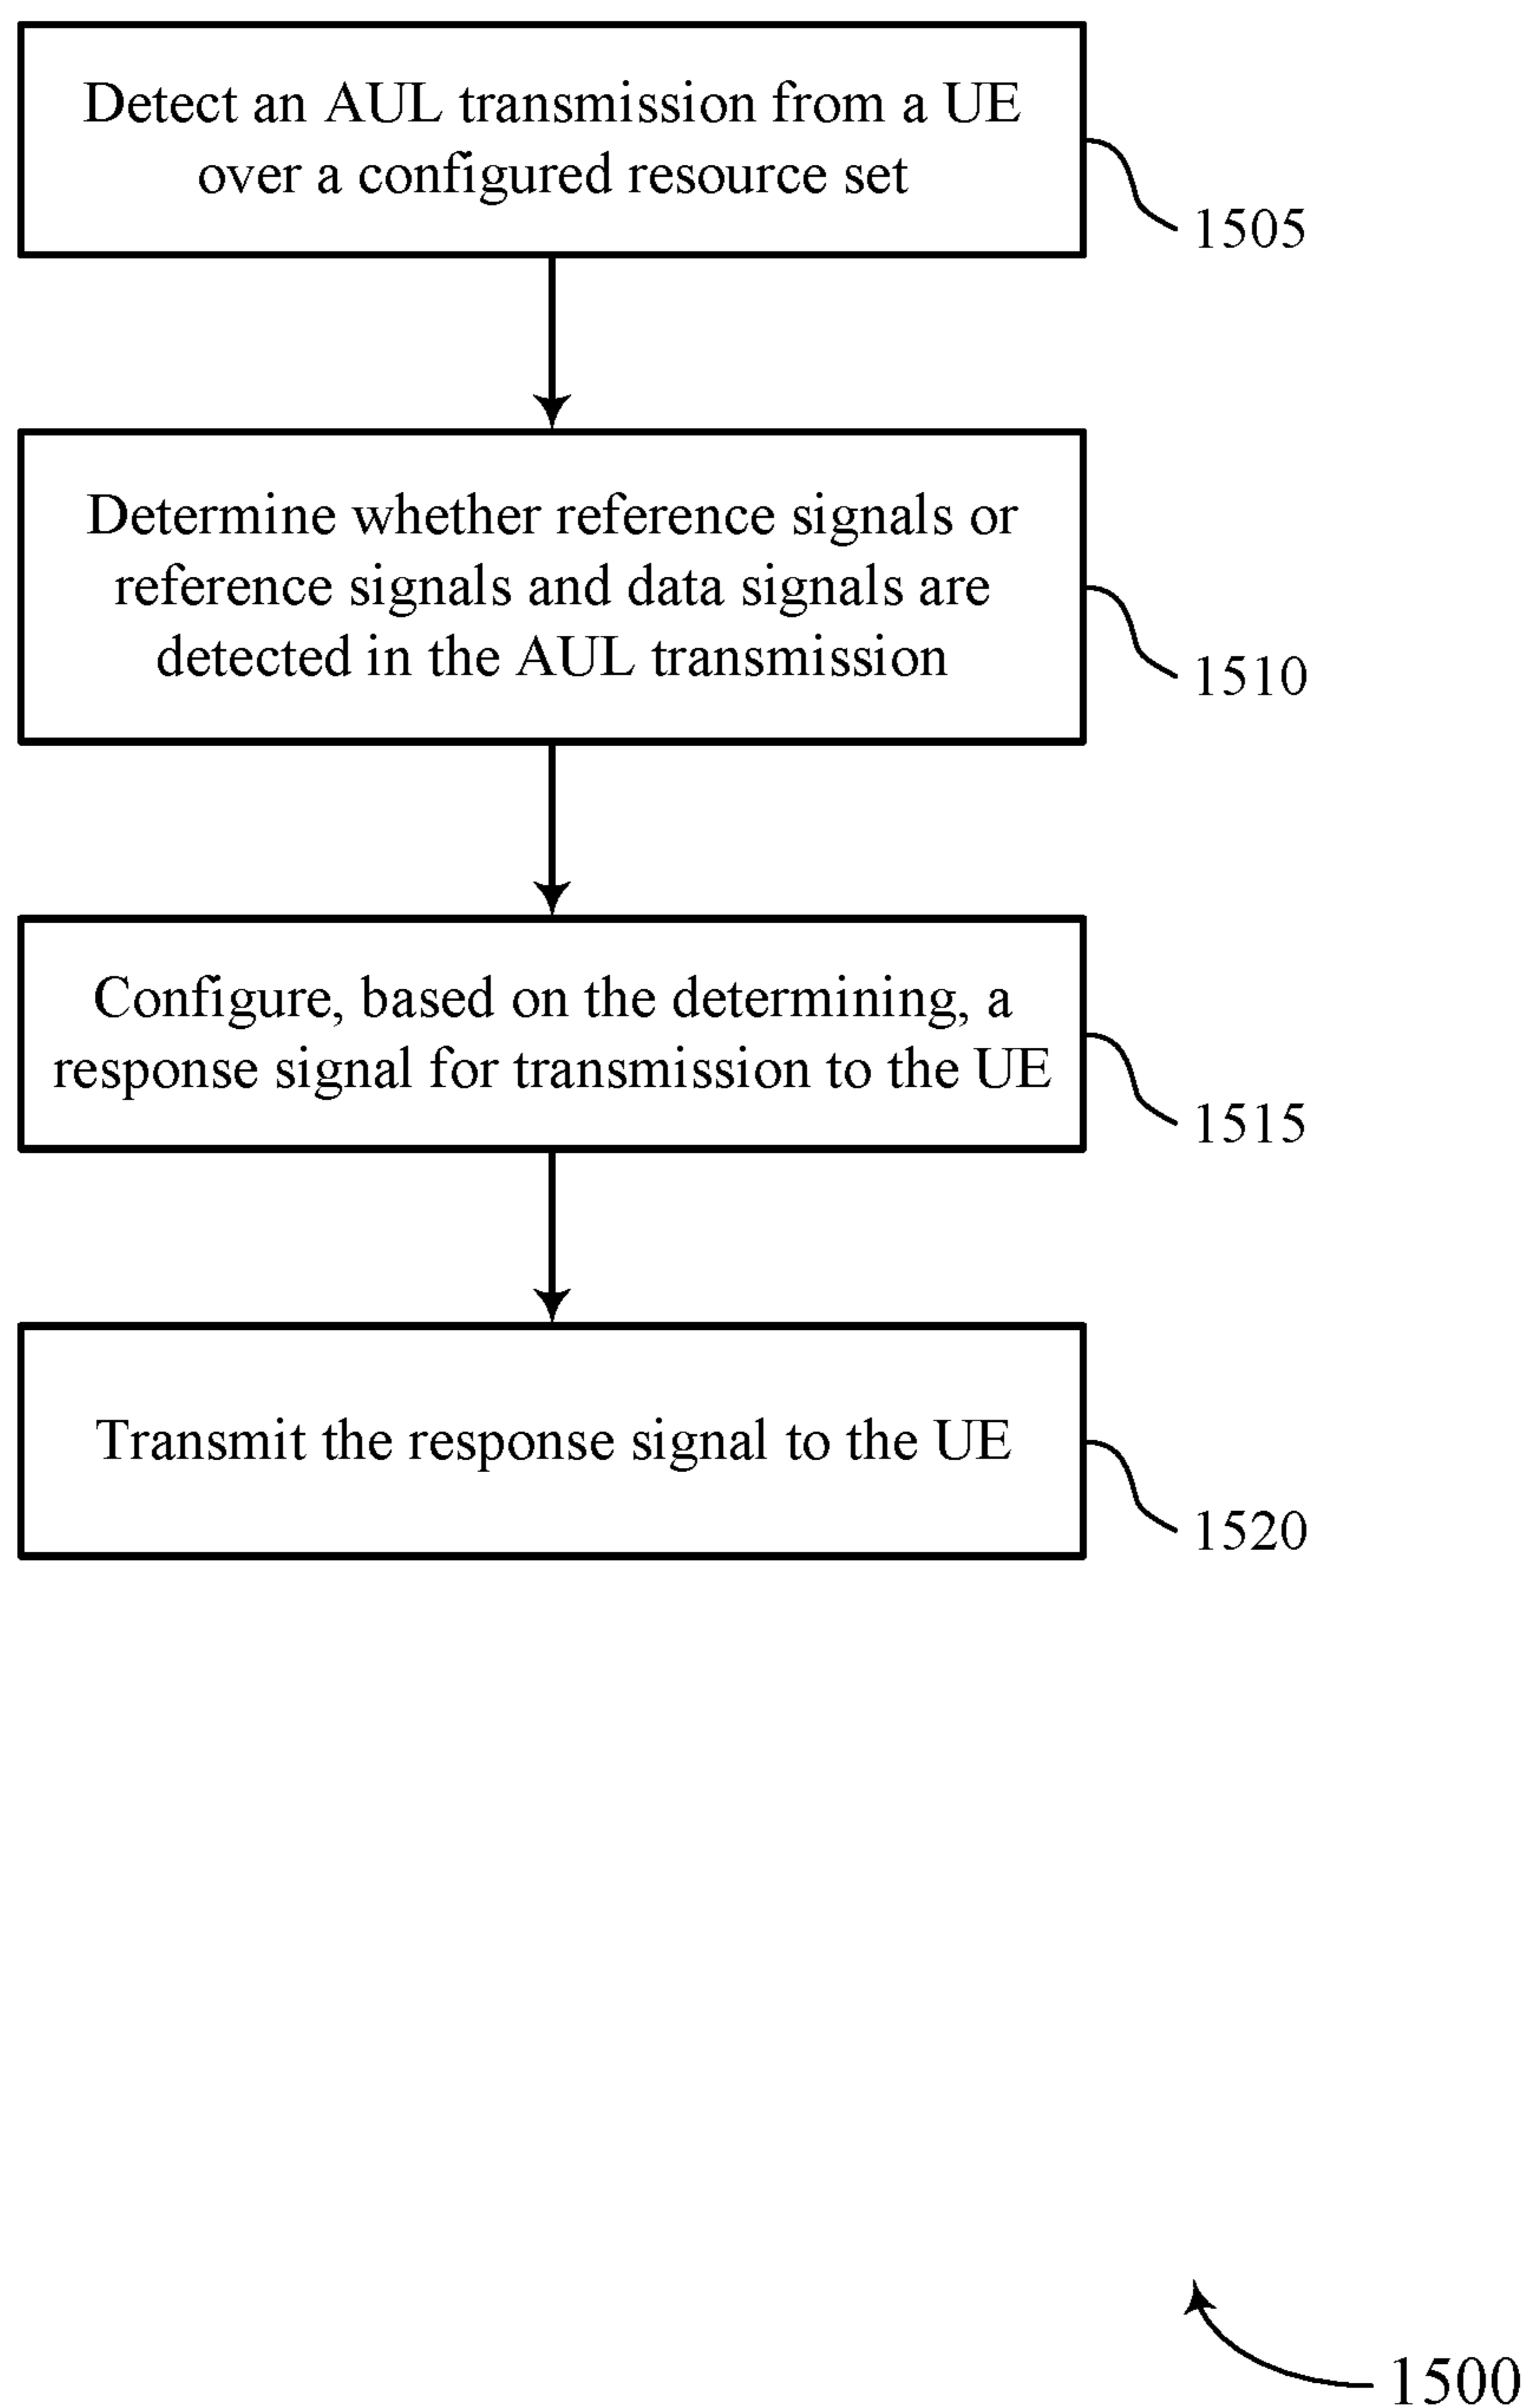 Detect an AUL transmission from a UE
over a configured resource set
1505
Determine whether reference signals or
reference signals and data signals are
detected in the AUL transmission
1510
Configure, based on the determining, a
response signal for transmission to the UE
1515
Transmit the response signal to the UE
1520
1500